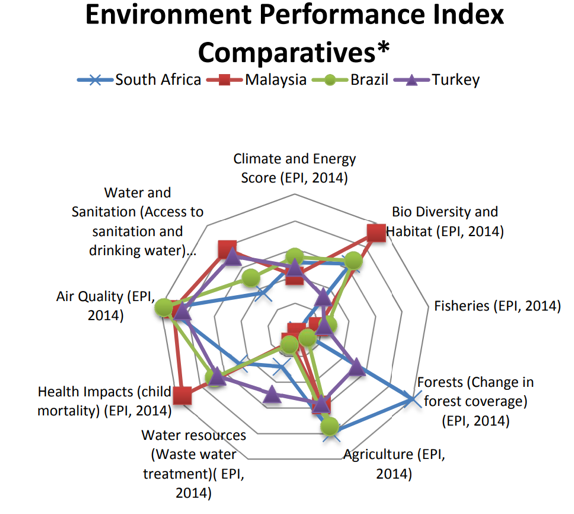 Environment Performance Index
Comparatives*
South Africa Malaysia Brazil Turkey
Climate and Energy
Score (EPI, 2014)
Bio Diversity and
Habitat (EPI, 2014)
Fisheries (EPI, 2014)
Forests (Change in
forest coverage)
(EPI, 2014)
Agriculture (EPI,
2014)
Water resources
(Waste water
treatment)( EPI,
2014)
Health Impacts (child
mortality) (EPI, 2014)
Air Quality (EPI,
2014)
Water and
Sanitation (Access to
sanitation and
drinking water)...